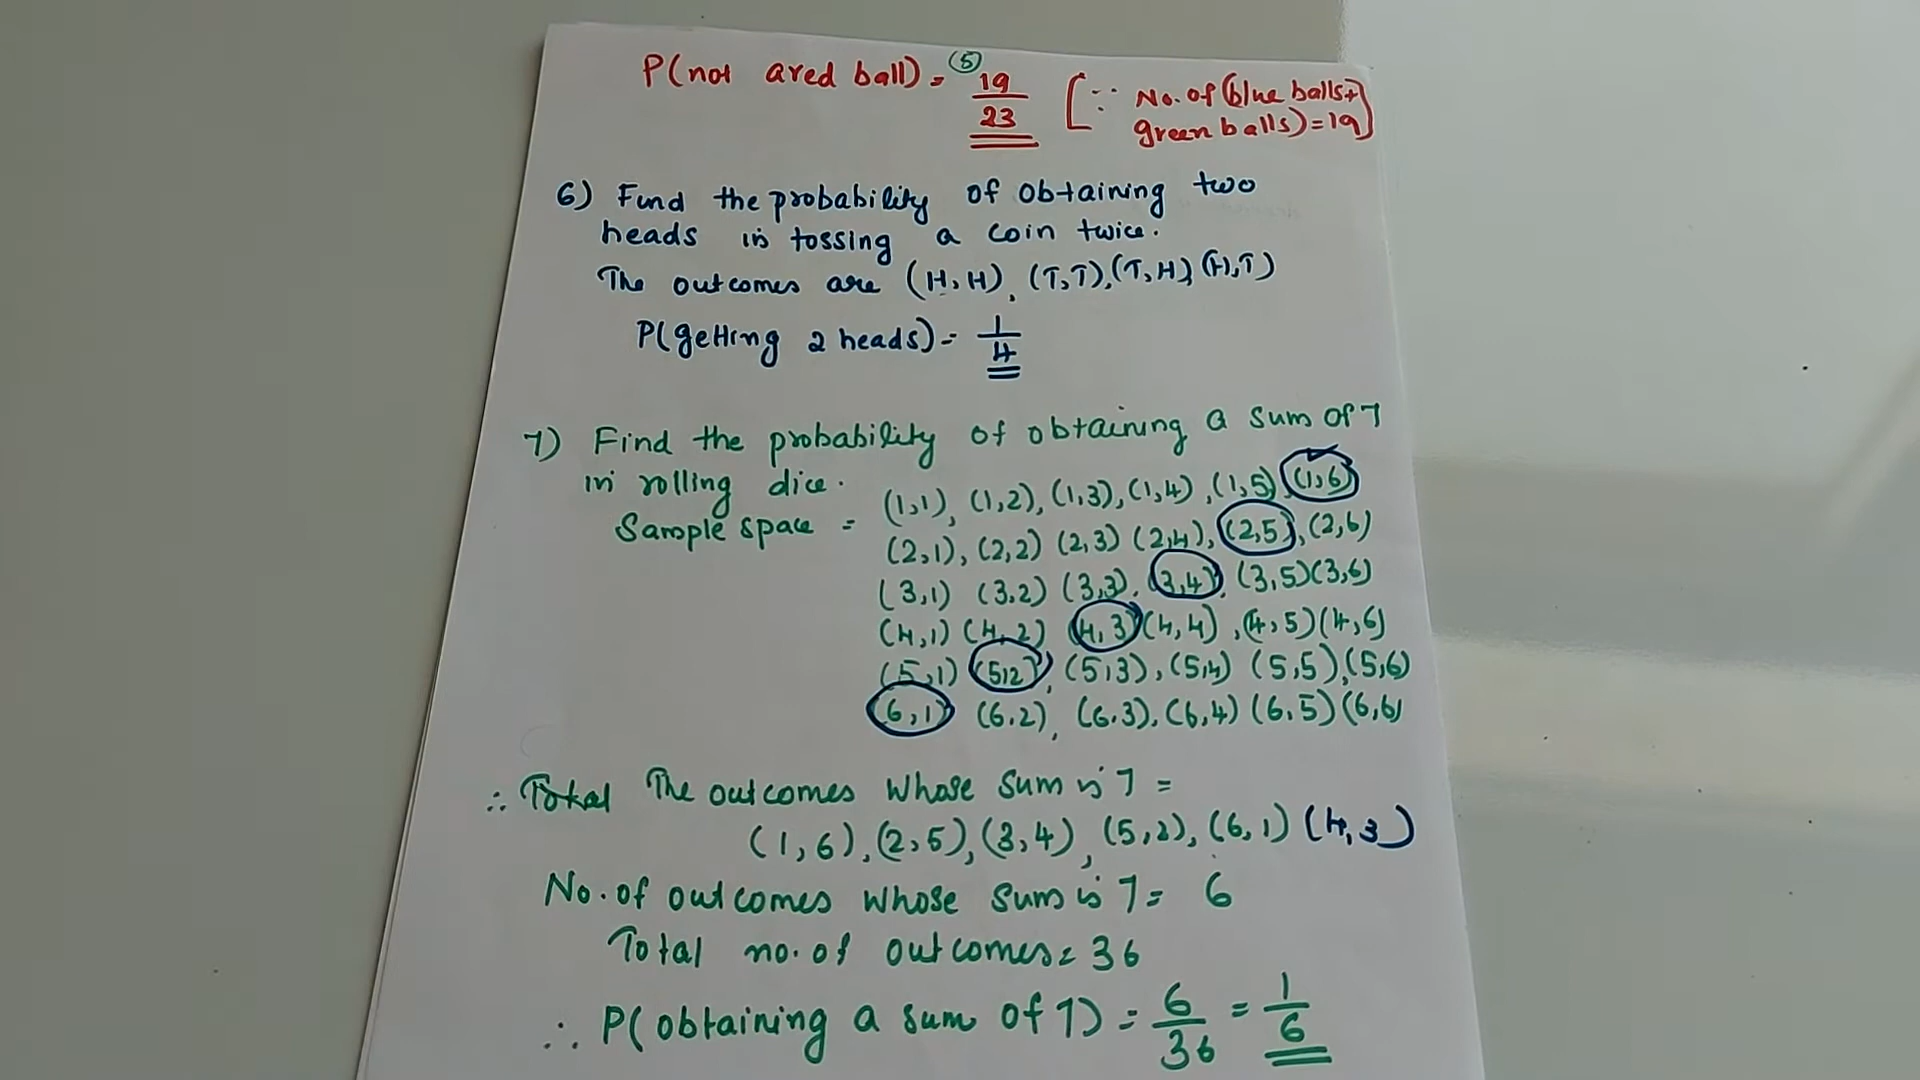 (5)
P(not a red ball) = 19/23 [∵ No. of (blue balls +
green balls) = 19]
6) Find the probability of obtaining two
heads in tossing a coin twice.
The outcomes are (H,H), (T,T), (T,H), (H,T)
P(getting 2 heads) = 1/4
7) Find the probability of obtaining a sum of 7
in rolling dice.
Sample space = (1,1), (1,2), (1,3), (1,4), (1,5), (1,6)
(2,1), (2,2) (2,3) (2,4), (2,5), (2,6)
(3,1) (3,2) (3,3), (3,4), (3,5) (3,6)
(4,1) (4,2) (4,3) (4,4), (4,5) (4,6)
(5,1) (5,2), (5,3), (5,4) (5,5), (5,6)
(6,1) (6,2), (6,3), (6,4) (6,5) (6,6)
∴ Total The outcomes whose sum is 7 =
(1,6), (2,5), (3,4), (5,2), (6,1) (4,3)
No. of outcomes whose sum is 7 = 6
Total no. of outcomes = 36
∴ P(obtaining a sum of 7) = 6/36 = 1/6